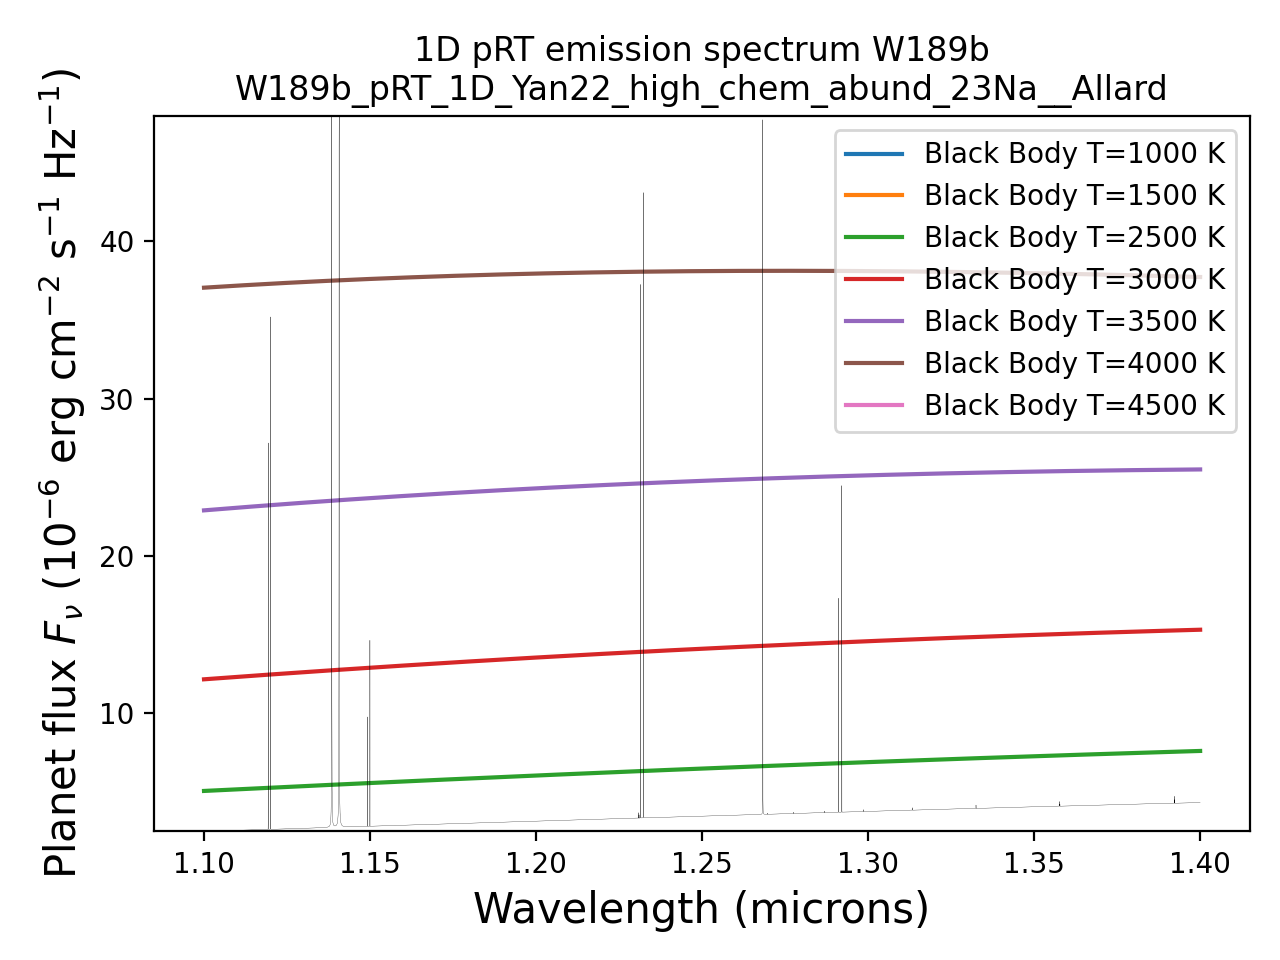 1D pRT emission spectrum W189b
W189b_pRT_1D_Yan22_high_chem_abund_23Na__Allard
Planet flux $F_\nu$ (10$^{-6}$ erg cm$^{-2}$ s$^{-1}$ Hz$^{-1}$)
40
30
20
10
Black Body T=1000 K
Black Body T=1500 K
Black Body T=2500 K
Black Body T=3000 K
Black Body T=3500 K
Black Body T=4000 K
Black Body T=4500 K
1.10 1.15 1.20 1.25 1.30 1.35 1.40
Wavelength (microns)